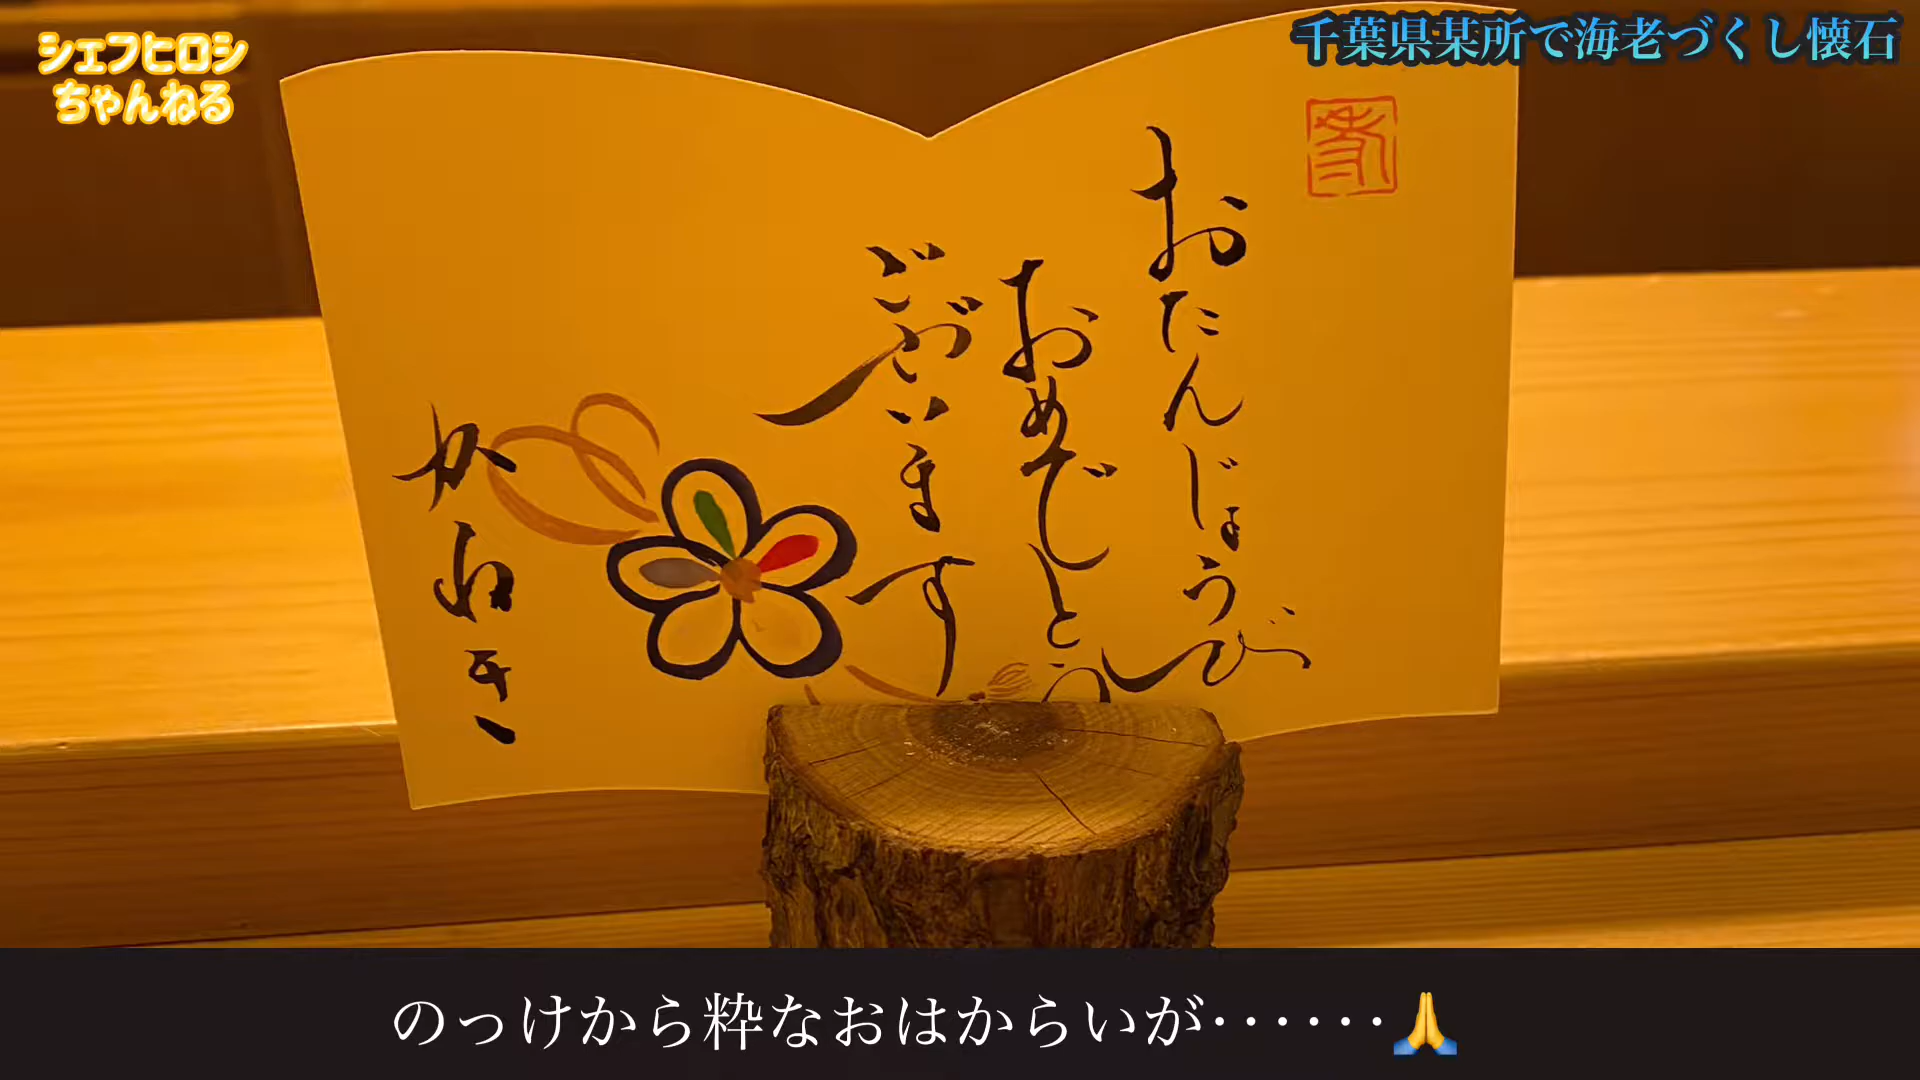 シェフヒロシ
ちゃんねる
千葉県某所で海老づくし懐石
寿
おたんじょうび
おめでとう
ございます
かねき
のっけから粋なおはからいが‥‥‥🙏